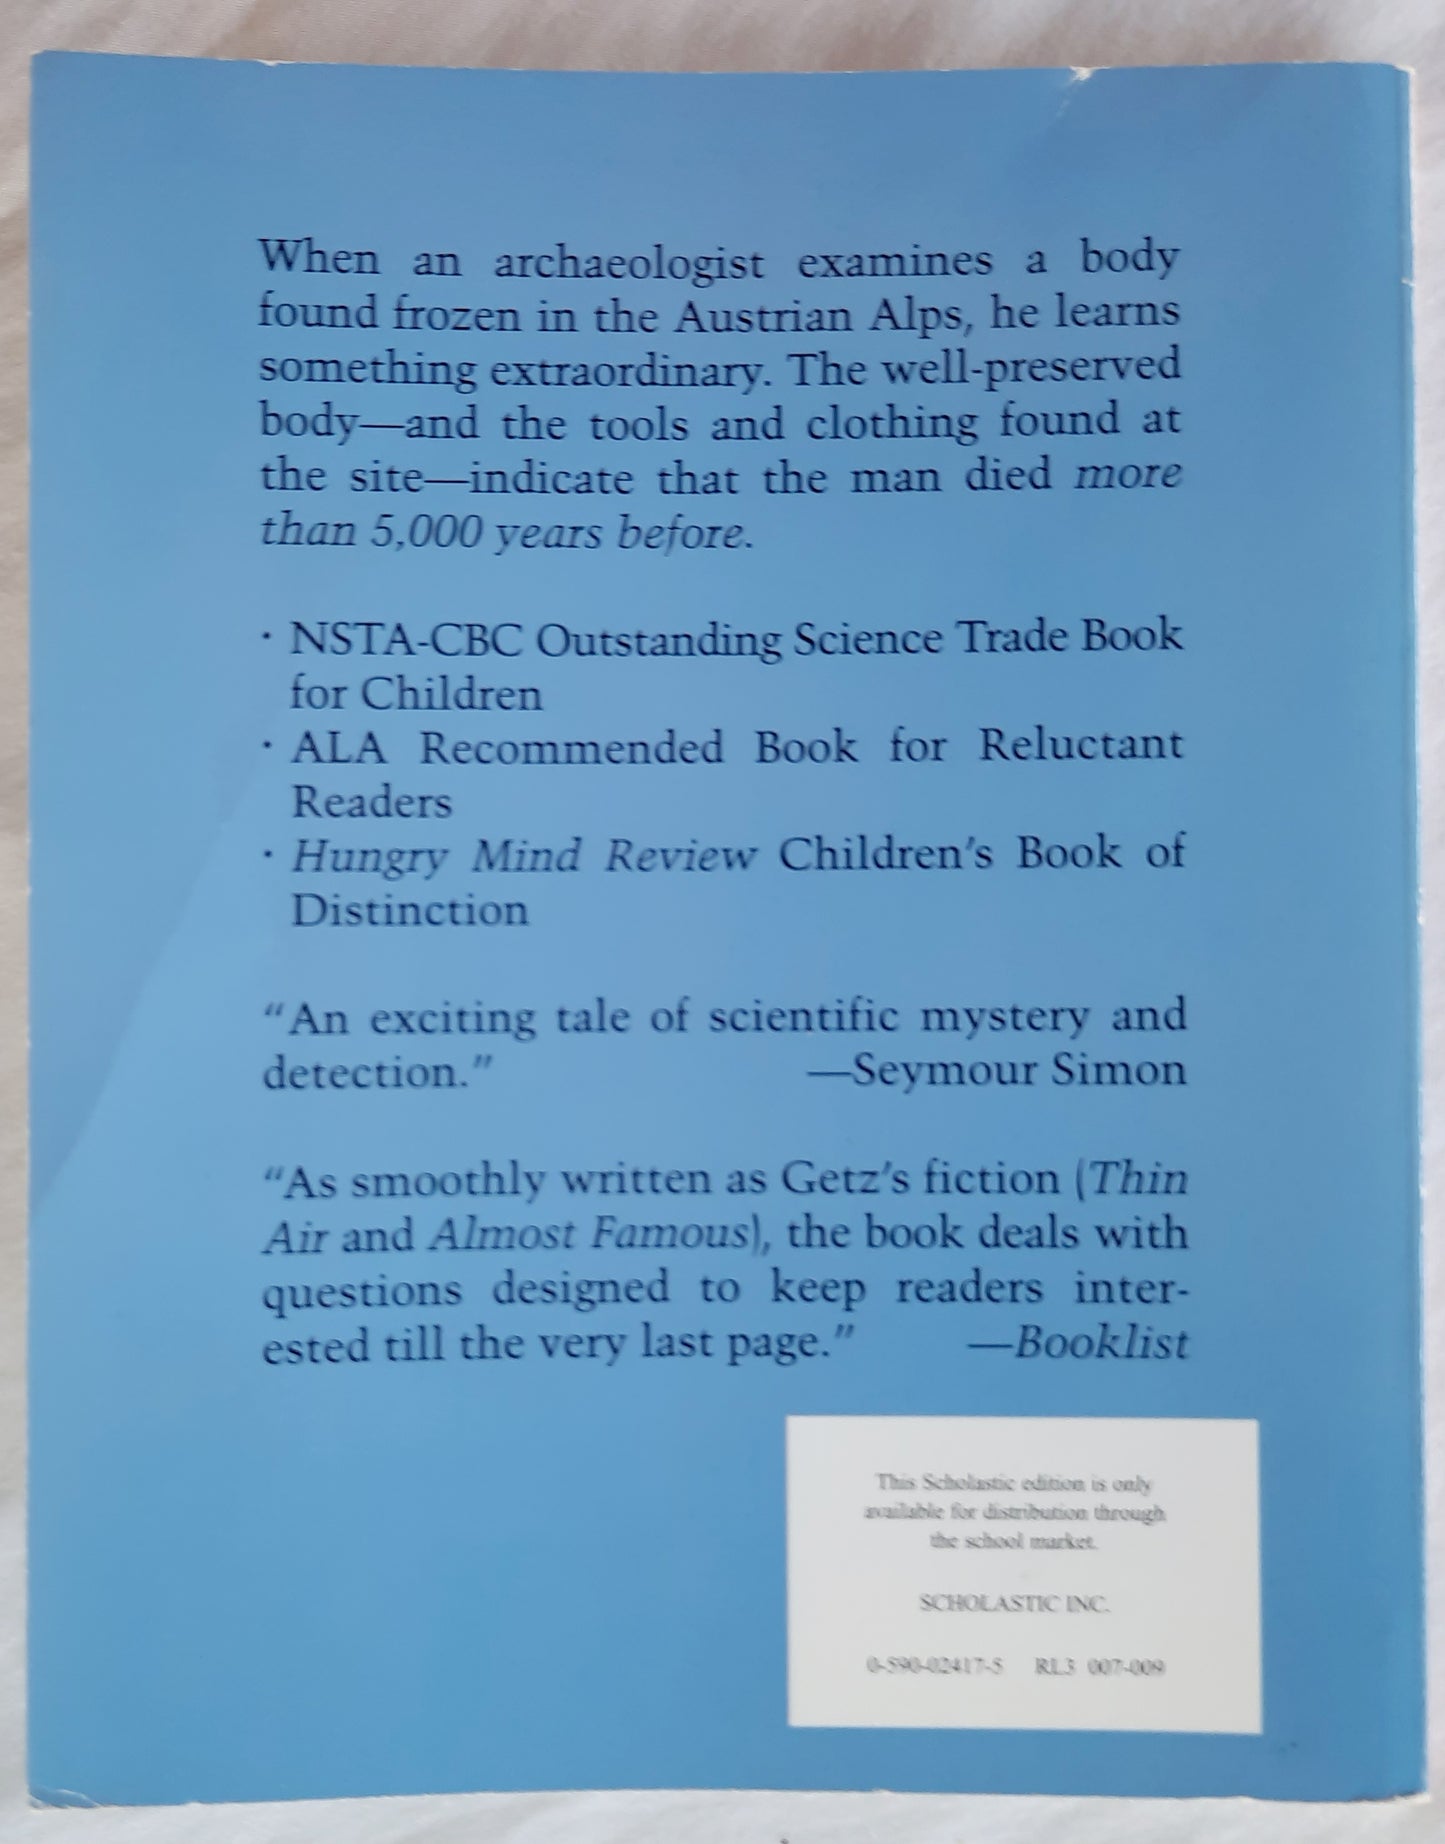 When an archaeologist examines a body
found frozen in the Austrian Alps, he learns
something extraordinary. The well-preserved
body—and the tools and clothing found at
the site—indicate that the man died more
than 5,000 years before.
· NSTA-CBC Outstanding Science Trade Book
for Children
· ALA Recommended Book for Reluctant
Readers
· Hungry Mind Review Children's Book of
Distinction
"An exciting tale of scientific mystery and
detection." —Seymour Simon
"As smoothly written as Getz's fiction (Thin
Air and Almost Famous), the book deals with
questions designed to keep readers inter-
ested till the very last page." —Booklist
This Scholastic edition is only
available for distribution through
the school market.
SCHOLASTIC INC.
0-590-02417-5 RL3 007-009